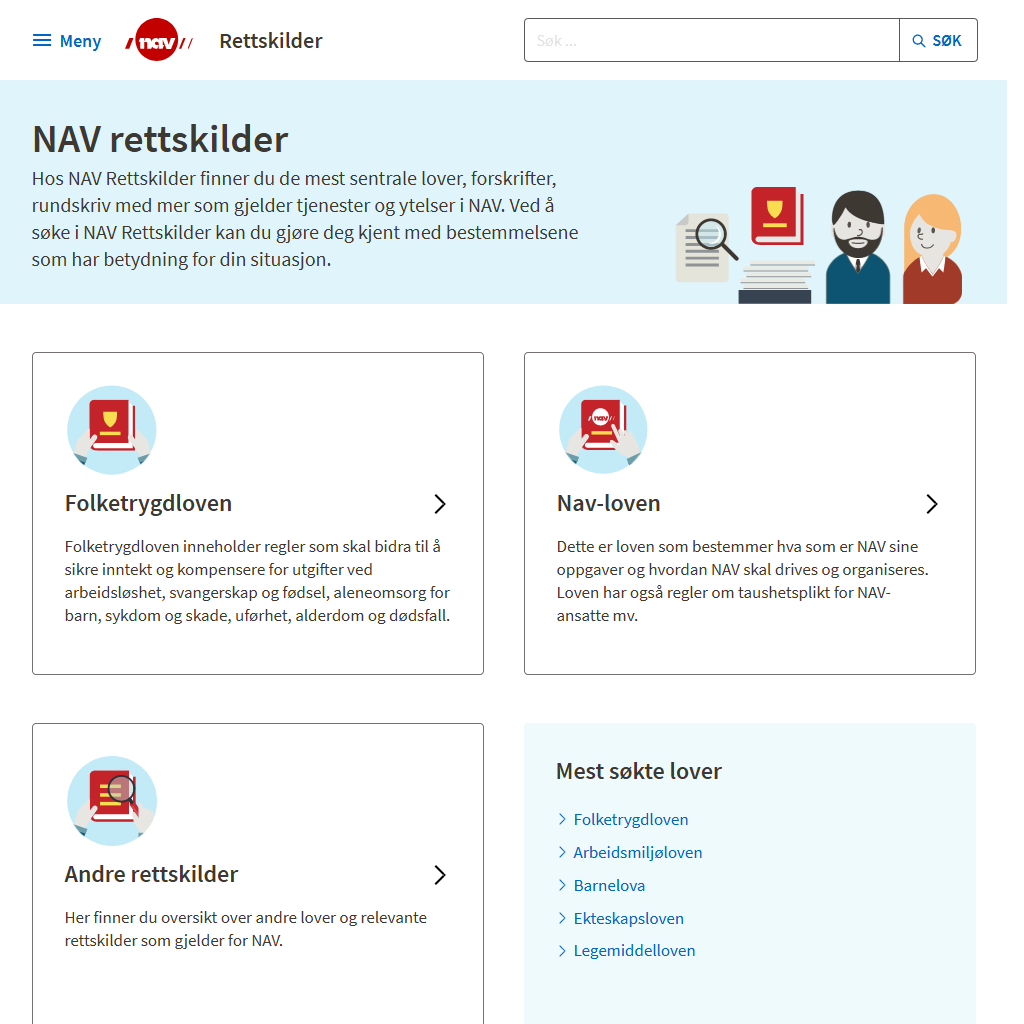 Meny
nav
Rettskilder
Søk ...
SØK
NAV rettskilder
Hos NAV Rettskilder finner du de mest sentrale lover, forskrifter,
rundskriv med mer som gjelder tjenester og ytelser i NAV. Ved å
søke i NAV Rettskilder kan du gjøre deg kjent med bestemmelsene
som har betydning for din situasjon.
Folketrygdloven
Folketrygdloven inneholder regler som skal bidra til å
sikre inntekt og kompensere for utgifter ved
arbeidsløshet, svangerskap og fødsel, aleneomsorg for
barn, sykdom og skade, uførhet, alderdom og dødsfall.
nav
Nav-loven
Dette er loven som bestemmer hva som er NAV sine
oppgaver og hvordan NAV skal drives og organiseres.
Loven har også regler om taushetsplikt for NAV-
ansatte mv.
Andre rettskilder
Her finner du oversikt over andre lover og relevante
rettskilder som gjelder for NAV.
Mest søkte lover
Folketrygdloven
Arbeidsmiljøloven
Barnelova
Ekteskapsloven
Legemiddelloven